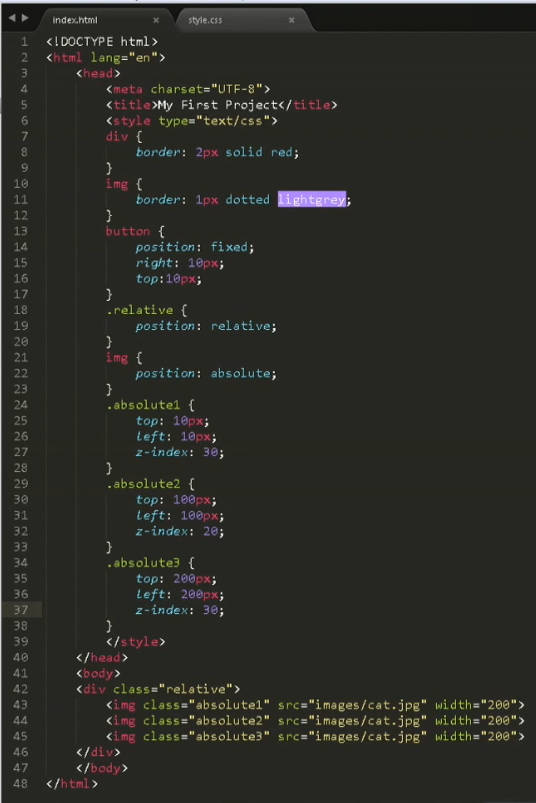 index.html × style.css ×
1 <!DOCTYPE html>
2 <html lang="en">
3 <head>
4 <meta charset="UTF-8">
5 <title>My First Project</title>
6 <style type="text/css">
7 div {
8 border: 2px solid red;
9 }
10 img {
11 border: 1px dotted lightgrey;
12 }
13 button {
14 position: fixed;
15 right: 10px;
16 top:10px;
17 }
18 .relative {
19 position: relative;
20 }
21 img {
22 position: absolute;
23 }
24 .absolute1 {
25 top: 10px;
26 left: 10px;
27 z-index: 30;
28 }
29 .absolute2 {
30 top: 100px;
31 left: 100px;
32 z-index: 20;
33 }
34 .absolute3 {
35 top: 200px;
36 left: 200px;
37 z-index: 30;
38 }
39 </style>
40 </head>
41 <body>
42 <div class="relative">
43 <img class="absolute1" src="images/cat.jpg" width="200">
44 <img class="absolute2" src="images/cat.jpg" width="200">
45 <img class="absolute3" src="images/cat.jpg" width="200">
46 </div>
47 </body>
48 </html>